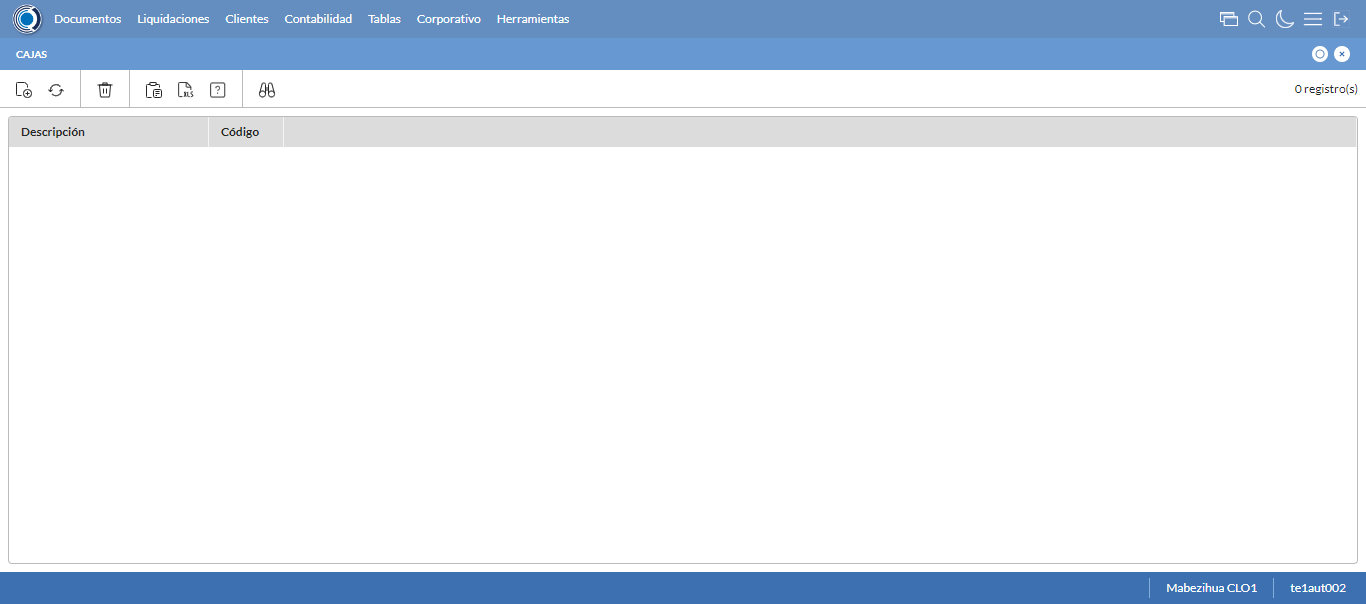 Documentos Liquidaciones Clientes Contabilidad Tablas Corporativo Herramientas
CAJAS
XLS ? 0 registro(s)
Descripción Código
Mabezihua CLO1 te1aut002